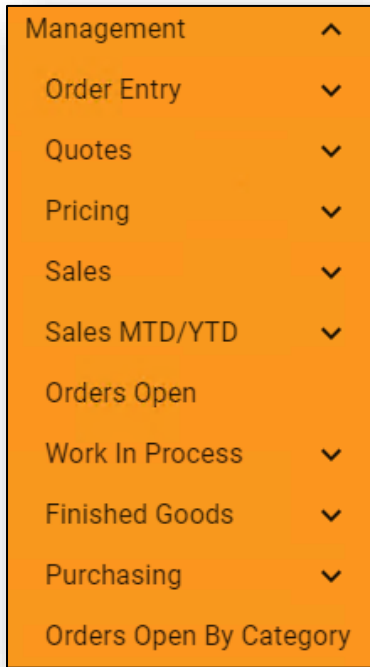 Management
Order Entry
Quotes
Pricing
Sales
Sales MTD/YTD
Orders Open
Work In Process
Finished Goods
Purchasing
Orders Open By Category